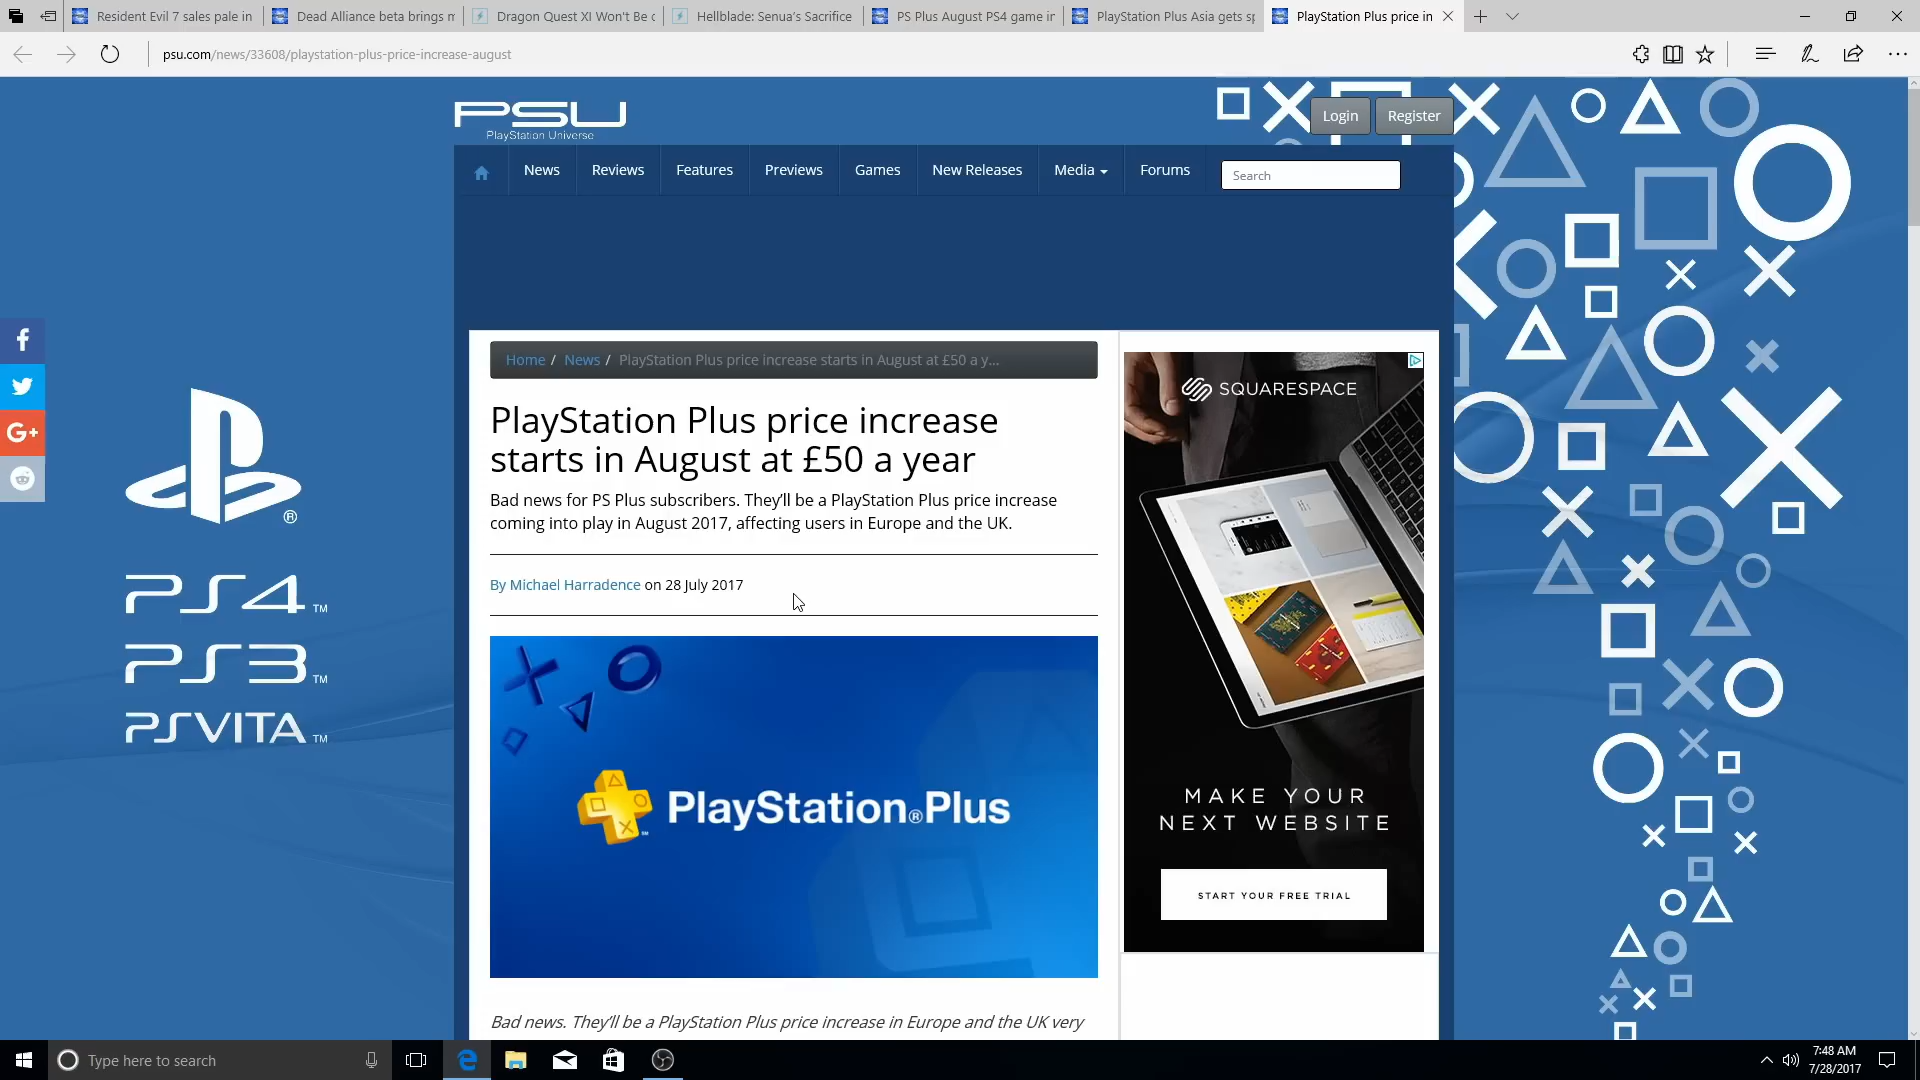 Resident Evil 7 sales pale in
Dead Alliance beta brings m
Dragon Quest XI Won't Be
Hellblade: Senua's Sacrifice
PS Plus August PS4 game in
PlayStation Plus Asia gets sp
PlayStation Plus price in
psu.com/news/33608/playstation-plus-price-increase-august
PSU
PlayStation Universe
Login
Register
News
Reviews
Features
Previews
Games
New Releases
Media
Forums
Search
Home / News / PlayStation Plus price increase starts in August at £50 a y...
PlayStation Plus price increase
starts in August at £50 a year
Bad news for PS Plus subscribers. They'll be a PlayStation Plus price increase
coming into play in August 2017, affecting users in Europe and the UK.
By Michael Harradence on 28 July 2017
PlayStation®Plus
Bad news. They'll be a PlayStation Plus price increase in Europe and the UK very
SQUARESPACE
MAKE YOUR
NEXT WEBSITE
START YOUR FREE TRIAL
f
G+
®
PS4™
PS3™
PSVITA™
Type here to search
7:48 AM
7/28/2017